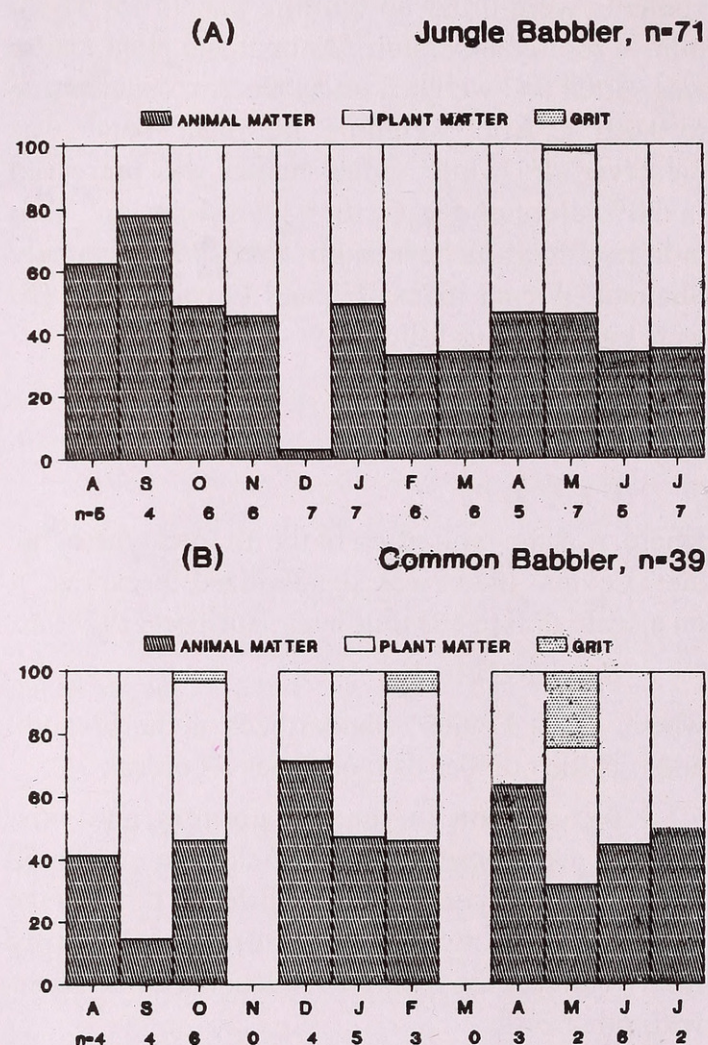 (A) Jungle Babbler, n=71
ANIMAL MATTER PLANT MATTER GRIT
100
80
60
40
20
0
A S O N D J F M A M J J
n=5 4 6 6 7 7 6 6 5 7 5 7
(B) Common Babbler, n=39
ANIMAL MATTER PLANT MATTER GRIT
100
80
60
40
20
0
A S O N D J F M A M J J
n=4 4 6 0 4 5 3 0 3 2 6 2